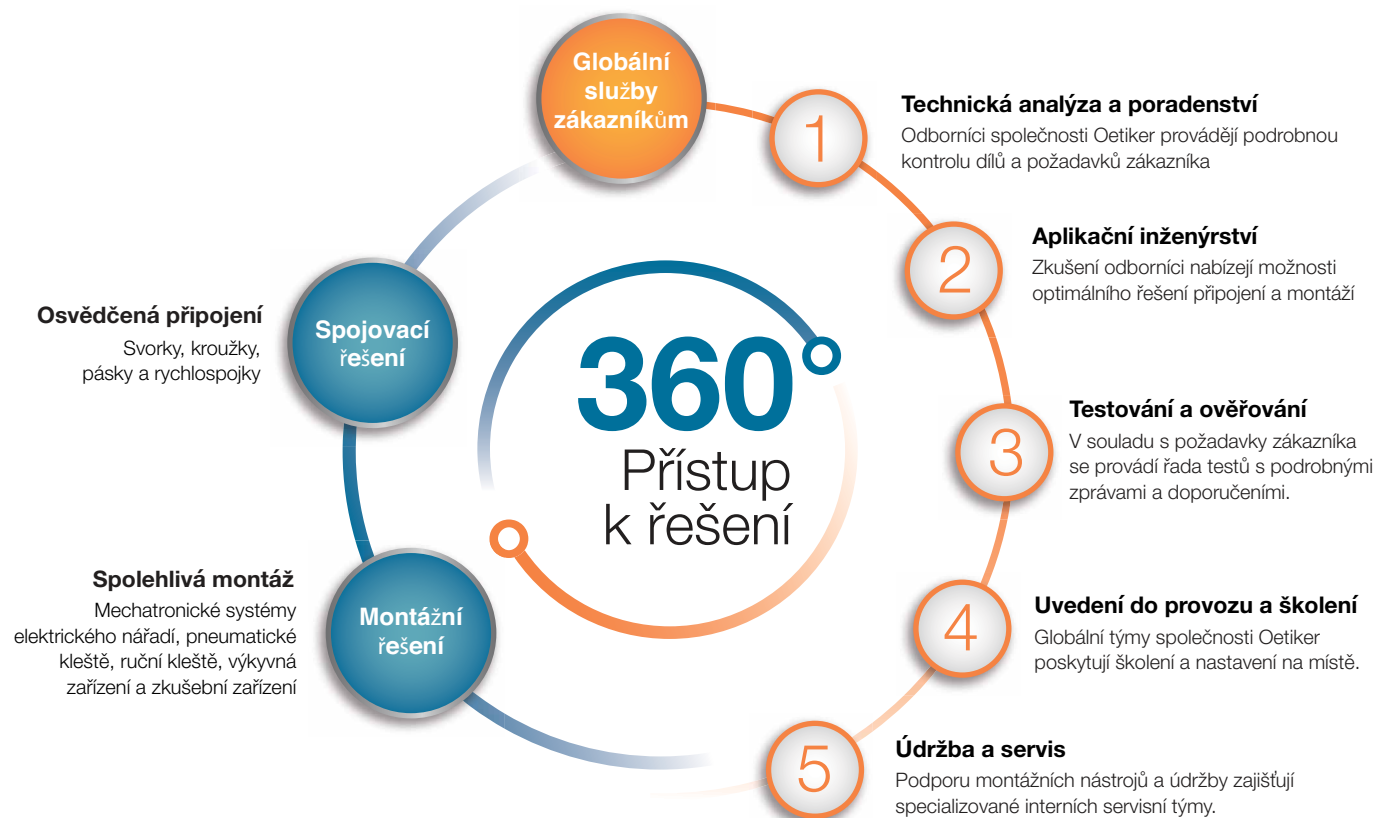 Globální
služby
zákazníkům
1
Technická analýza a poradenství
Odborníci společnosti Oetiker provádějí podrobnou
kontrolu dílů a požadavků zákazníka
2
Aplikační inženýrství
Zkušení odborníci nabízejí možnosti
optimálního řešení připojení a montáží
3
Testování a ověřování
V souladu s požadavky zákazníka
se provádí řada testů s podrobnými
zprávami a doporučeními.
4
Uvedení do provozu a školení
Globální týmy společnosti Oetiker
poskytují školení a nastavení na místě.
5
Údržba a servis
Podporu montážních nástrojů a údržby zajišťují
specializované interních servisní týmy.
Osvědčená připojení
Svorky, kroužky,
pásky a rychlospojky
Spojovací
řešení
Spolehlivá montáž
Mechatronické systémy
elektrického nářadí, pneumatické
kleště, ruční kleště, výkyvná
zařízení a zkušební zařízení
Montážní
řešení
360°
Přístup
k řešení